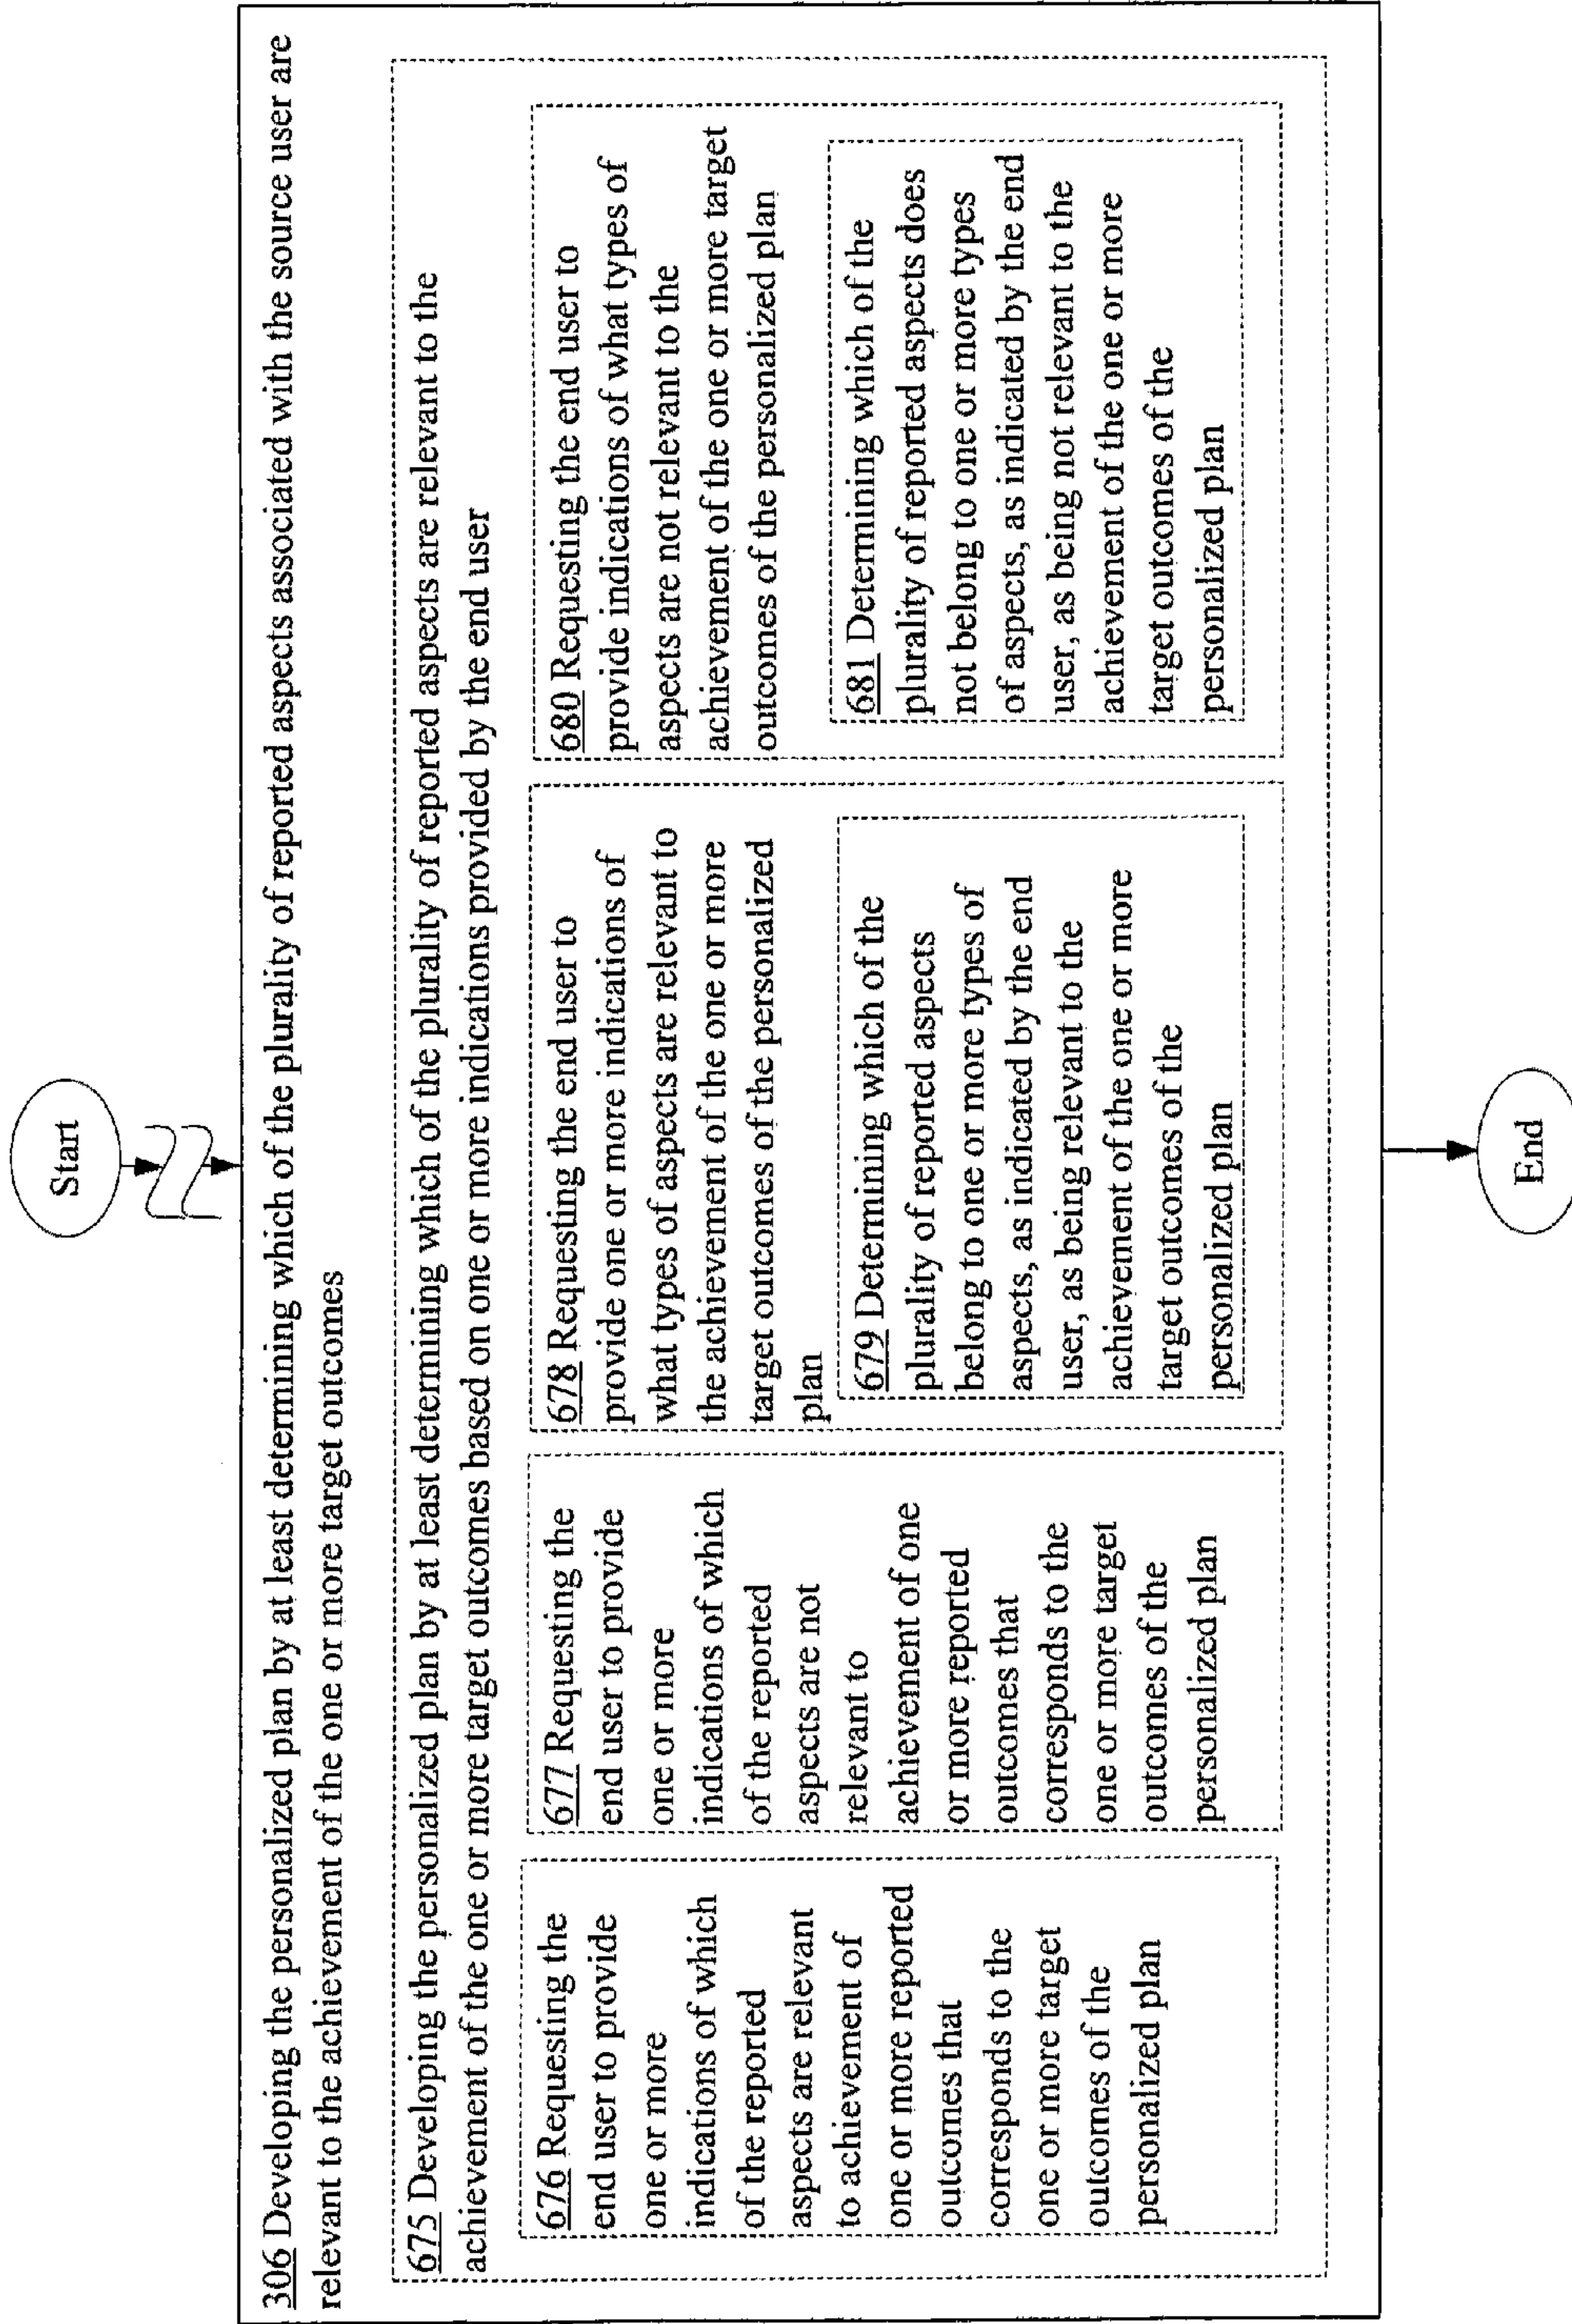 Start
306 Developing the personalized plan by at least determining which of the plurality of reported aspects associated with the source user are
relevant to the achievement of the one or more target outcomes
675 Developing the personalized plan by at least determining which of the plurality of reported aspects are relevant to the
achievement of the one or more target outcomes based on one or more indications provided by the end user
676 Requesting the
end user to provide
one or more
indications of which
of the reported
aspects are relevant
to achievement of
one or more reported
outcomes that
corresponds to the
one or more target
outcomes of the
personalized plan
677 Requesting the
end user to provide
one or more
indications of which
of the reported
aspects are not
relevant to
achievement of one
or more reported
outcomes that
corresponds to the
one or more target
outcomes of the
personalized plan
678 Requesting the end user to
provide one or more indications of
what types of aspects are relevant to
the achievement of the one or more
target outcomes of the personalized
plan
679 Determining which of the
plurality of reported aspects
belong to one or more types of
aspects, as indicated by the end
user, as being relevant to the
achievement of the one or more
target outcomes of the
personalized plan
680 Requesting the end user to
provide indications of what types of
aspects are not relevant to the
achievement of the one or more target
outcomes of the personalized plan
681 Determining which of the
plurality of reported aspects does
not belong to one or more types
of aspects, as indicated by the end
user, as being not relevant to the
achievement of the one or more
target outcomes of the
personalized plan
End